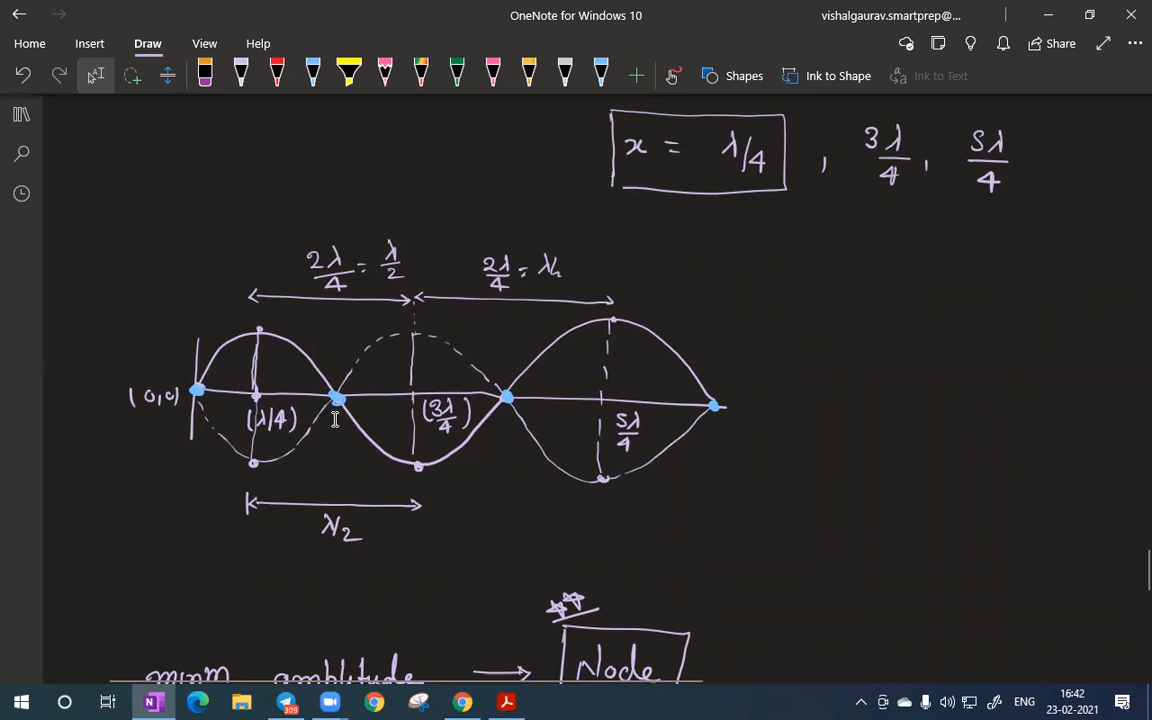 OneNote for Windows 10
vishalgaurav.smartprep@...
Home Insert Draw View Help
Share
Shapes Ink to Shape Ink to Text
x = λ/4 , 3λ/4 , 5λ/4
2λ/4 = λ/2
2λ/4 = λ/2
(0,0)
(λ/4)
(3λ/4)
5λ/4
λ/2
minm amplitude → Node
309
ENG
16:42
23-02-2021